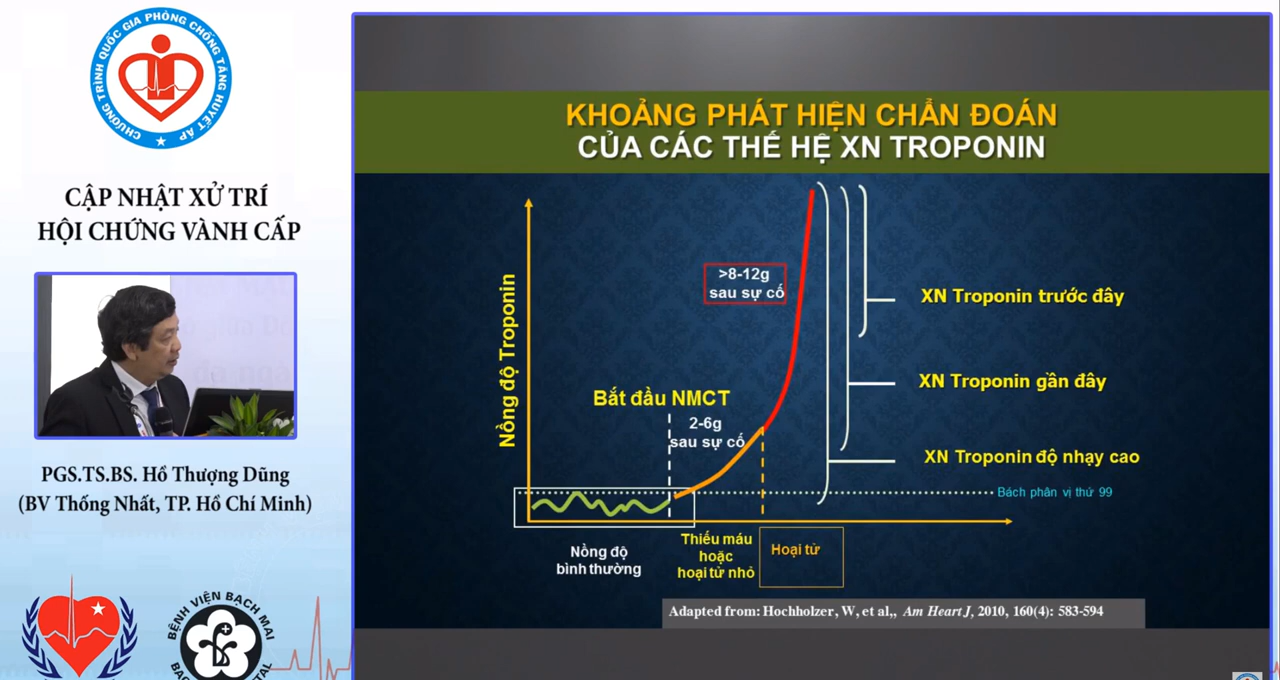 CHƯƠNG TRÌNH QUỐC GIA PHÒNG CHỐNG TĂNG HUYẾT ÁP
CẬP NHẬT XỬ TRÍ
HỘI CHỨNG VÀNH CẤP
PGS.TS.BS. Hồ Thượng Dũng
(BV Thống Nhất, TP. Hồ Chí Minh)
BỆNH VIỆN BẠCH MAI
KHOẢNG PHÁT HIỆN CHẨN ĐOÁN
CỦA CÁC THẾ HỆ XN TROPONIN
Nồng độ Troponin
>8-12g
sau sự cố
Bắt đầu NMCT
2-6g
sau sự cố
XN Troponin trước đây
XN Troponin gần đây
XN Troponin độ nhạy cao
Bách phân vị thứ 99
Nồng độ
bình thường
Thiếu máu
hoặc
hoại tử nhỏ
Hoại tử
Adapted from: Hochholzer, W, et al,, Am Heart J, 2010, 160(4): 583-594